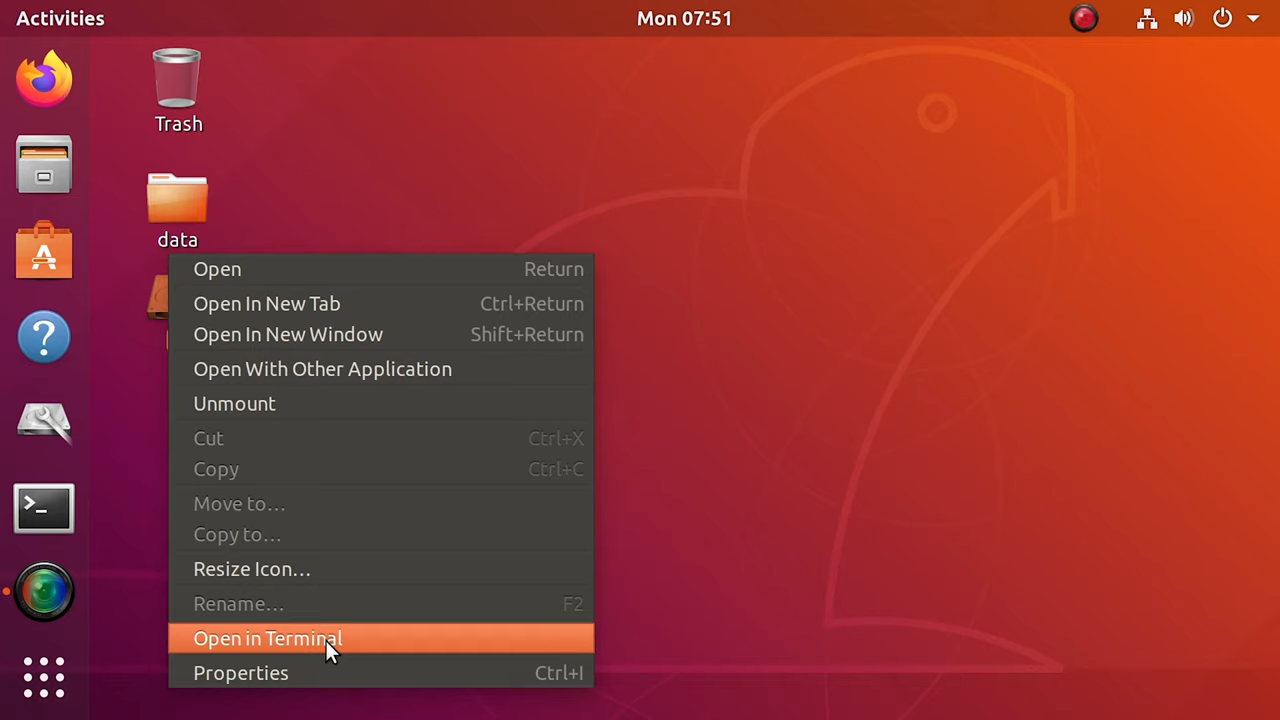 Activities
Mon 07:51
Trash
data
Open Return
Open In New Tab Ctrl+Return
Open In New Window Shift+Return
Open With Other Application
Unmount
Cut Ctrl+X
Copy Ctrl+C
Move to…
Copy to…
Resize Icon…
Rename… F2
Open in Terminal
Properties Ctrl+I